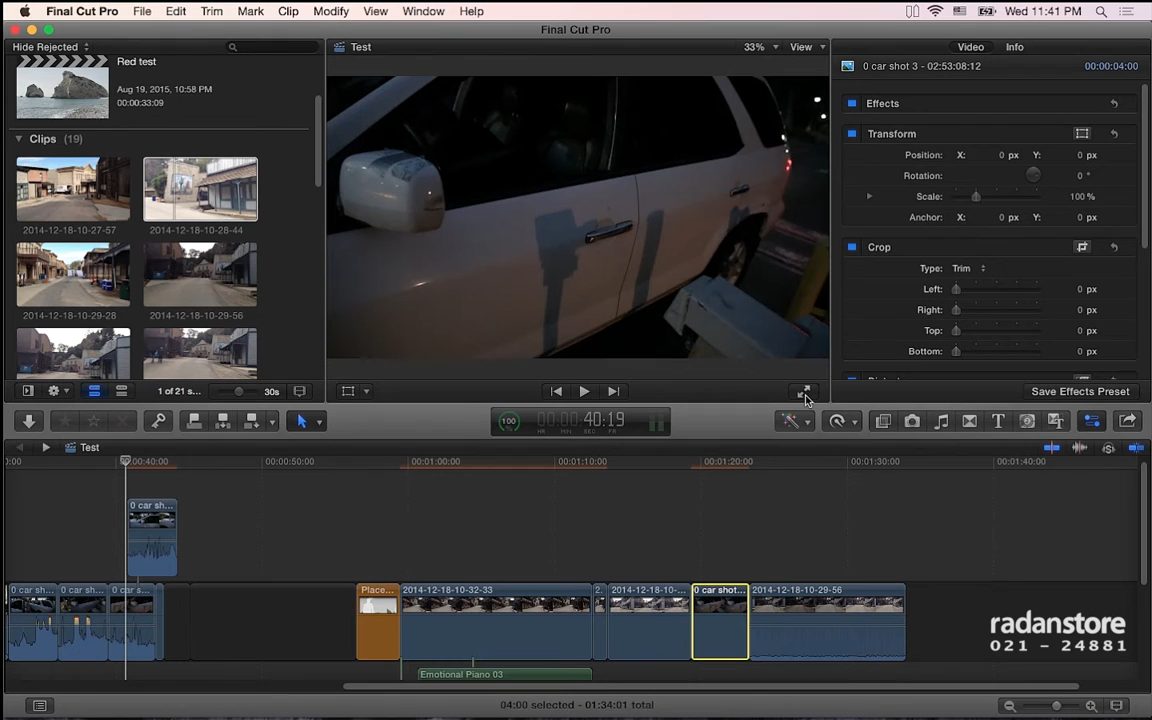 Final Cut Pro File Edit Trim Mark Clip Modify View Window Help Wed 11:41 PM
Final Cut Pro
Hide Rejected
Test 33% View
Video Info
Red test
Aug 19, 2015, 10:58 PM
00:00:33:09
0 car shot 3 - 02:53:08:12 00:00:04:00
Effects
Clips (19)
Transform
Position: X: 0 px Y: 0 px
Rotation: 0 °
Scale: 100 %
Anchor: X: 0 px Y: 0 px
2014-12-18-10-27-57 2014-12-18-10-28-44
Crop
Type: Trim
Left: 0 px
Right: 0 px
Top: 0 px
Bottom: 0 px
2014-12-18-10-29-28 2014-12-18-10-29-56
1 of 21 s... 30s
Save Effects Preset
100 % 00:00:40:19
HR MIN SEC FR
Test
0:00 00:00:40:00 00:00:50:00 00:01:00:00 00:01:10:00 00:01:20:00 00:01:30:00 00:01:40:00
0 car sh...
0 car sh... 0 car sh... 0 car s... Place... 2014-12-18-10-32-33 2. 2014-12-18-10-... 0 car shot... 2014-12-18-10-29-56
radanstore
021 - 24881
Emotional Piano 03
04:00 selected - 01:34:01 total